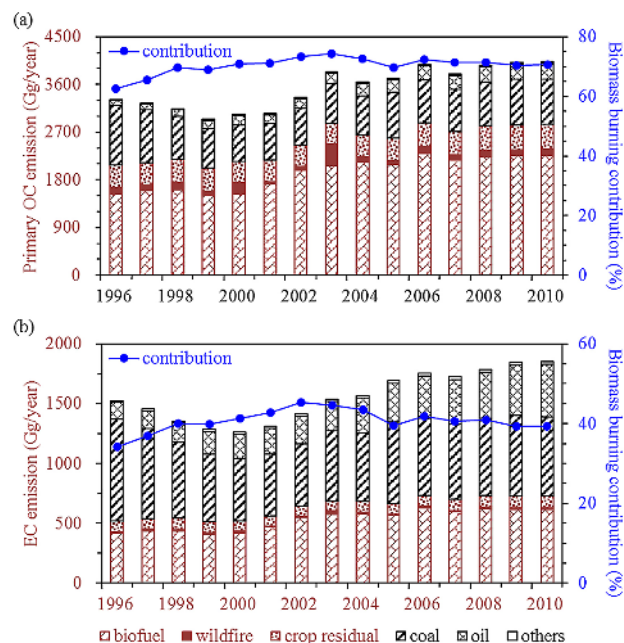 (a)
4500
3600
2700
1800
900
0
Primary OC emission (Gg/year)
contribution
80
60
40
20
0
Biomass burning contribution (%)
1996 1998 2000 2002 2004 2006 2008 2010
(b)
2000
1500
1000
500
0
EC emission (Gg/year)
contribution
60
40
20
0
Biomass burning contribution (%)
1996 1998 2000 2002 2004 2006 2008 2010
biofuel wildfire crop residual coal oil others